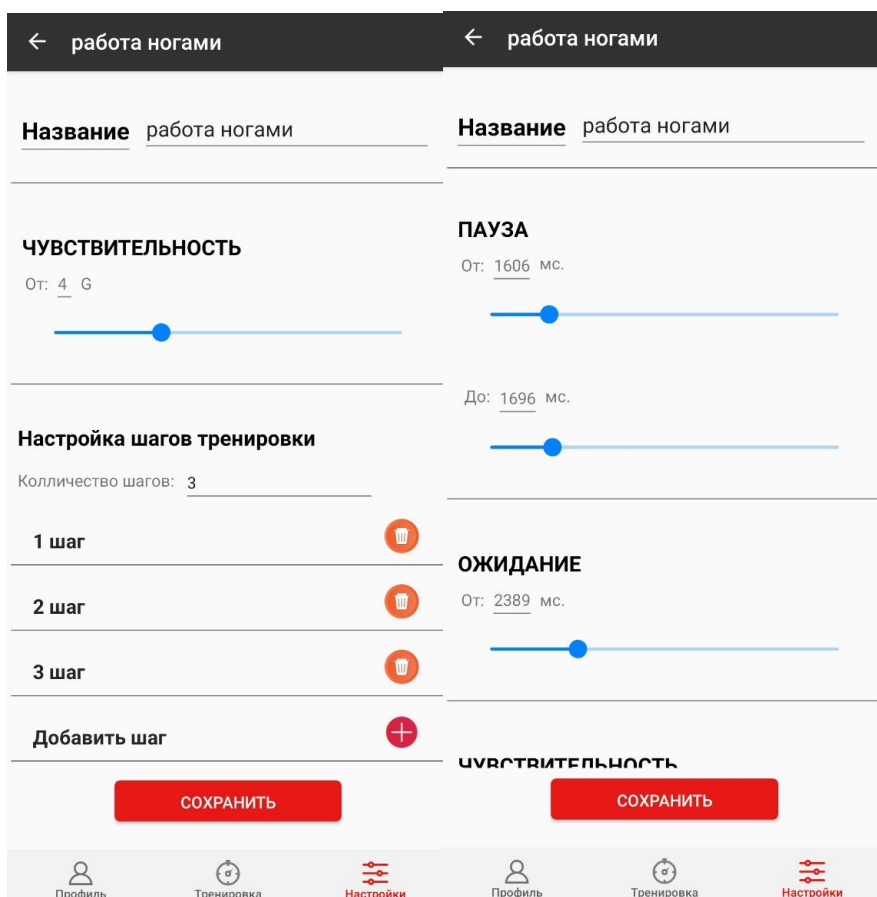 работа ногами
Название работа ногами
ЧУВСТВИТЕЛЬНОСТЬ
От: 4 G
Настройка шагов тренировки
Колличество шагов: 3
1 шаг
2 шаг
3 шаг
Добавить шаг
СОХРАНИТЬ
Профиль Тренировка Настройки
работа ногами
Название работа ногами
ПАУЗА
От: 1606 мс.
До: 1696 мс.
ОЖИДАНИЕ
От: 2389 мс.
ЧУВСТВИТЕЛЬНОСТЬ
СОХРАНИТЬ
Профиль Тренировка Настройки